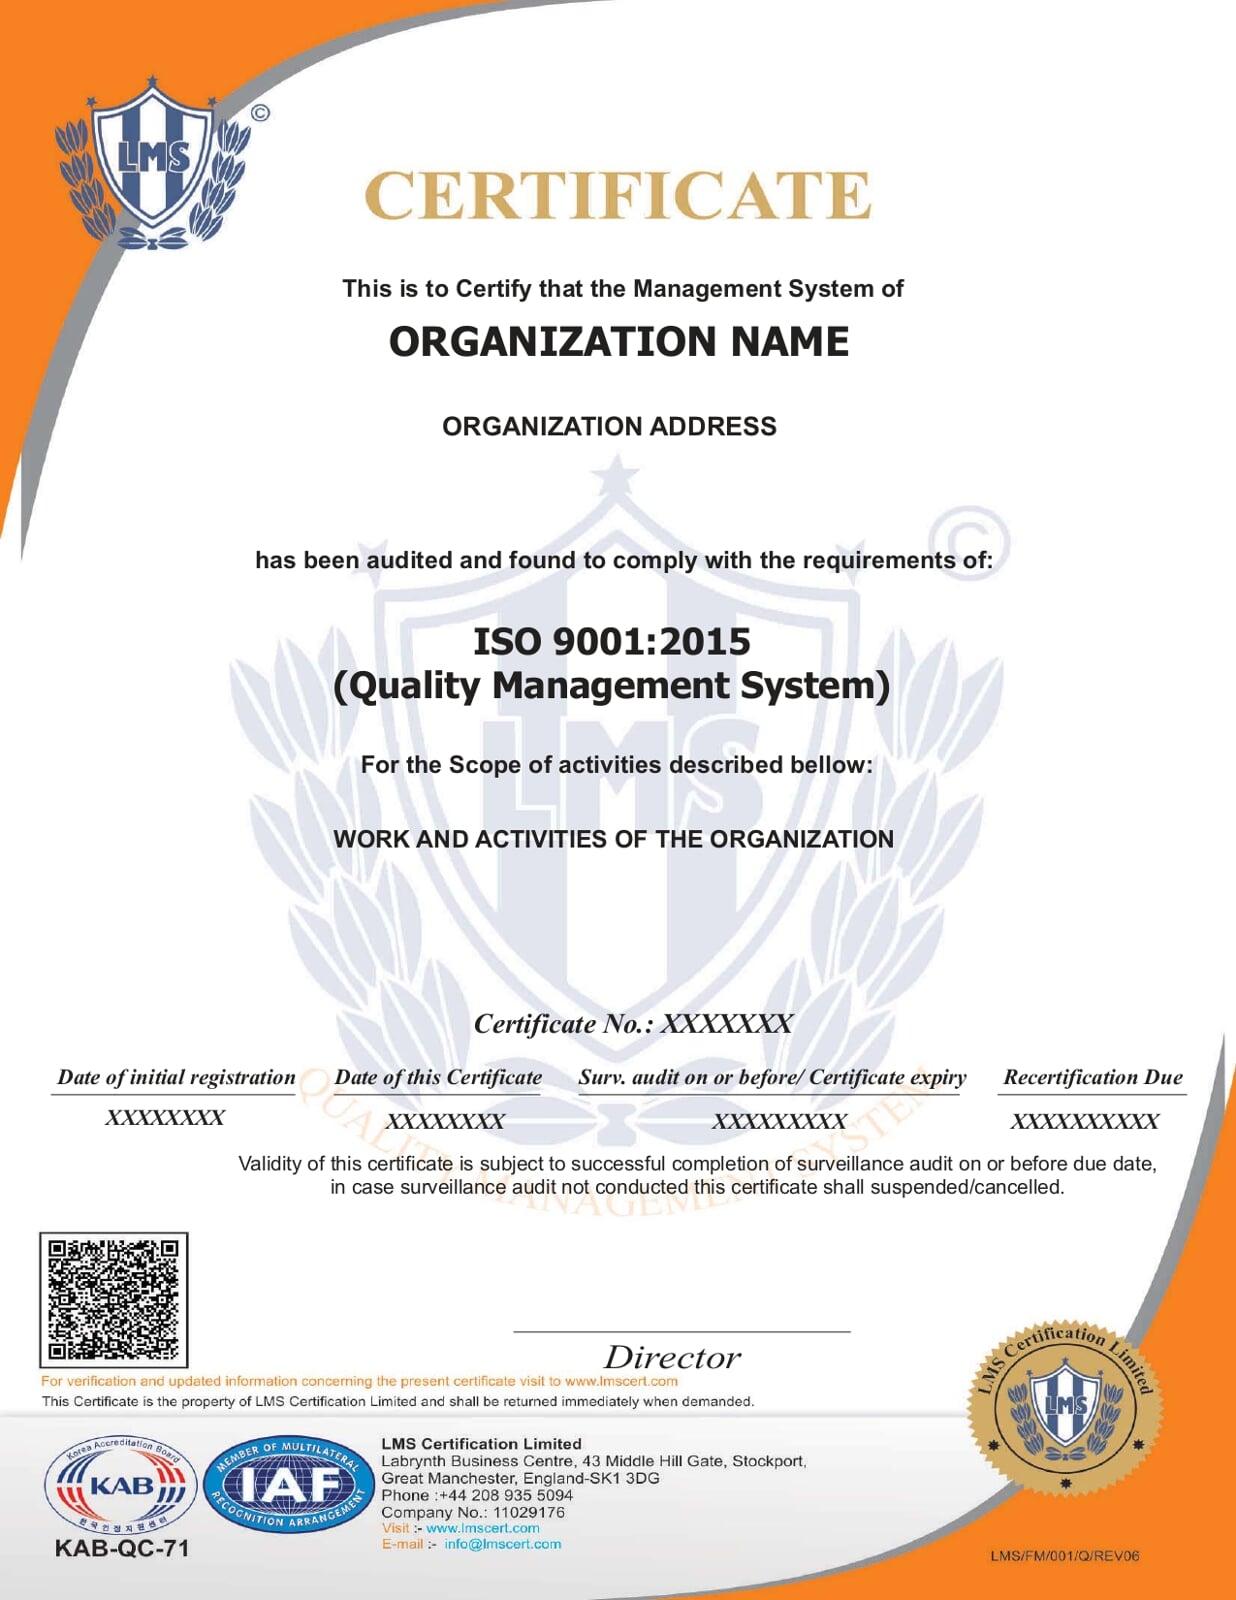 LMS
©
CERTIFICATE
This is to Certify that the Management System of
ORGANIZATION NAME
ORGANIZATION ADDRESS
©
has been audited and found to comply with the requirements of:
ISO 9001:2015
(Quality Management System)
LMS
For the Scope of activities described bellow:
WORK AND ACTIVITIES OF THE ORGANIZATION
Certificate No.: XXXXXXX
Date of initial registration Date of this Certificate Surv. audit on or before/ Certificate expiry Recertification Due
XXXXXXXX XXXXXXXX XXXXXXXXX XXXXXXXXXX
QUALITY MANAGEMENT SYSTEM
Validity of this certificate is subject to successful completion of surveillance audit on or before due date,
in case surveillance audit not conducted this certificate shall suspended/cancelled.
Director
For verification and updated information concerning the present certificate visit to www.lmscert.com
This Certificate is the property of LMS Certification Limited and shall be returned immediately when demanded.
LMS Certification Limited
LMS
Korea Accreditation Board
KAB
한국인정지원센터
KAB-QC-71
MEMBER OF MULTILATERAL
IAF
RECOGNITION ARRANGEMENT
LMS Certification Limited
Labrynth Business Centre, 43 Middle Hill Gate, Stockport,
Great Manchester, England-SK1 3DG
Phone :+44 208 935 5094
Company No.: 11029176
Visit :- www.lmscert.com
E-mail :- info@lmscert.com
LMS/FM/001/Q/REV06